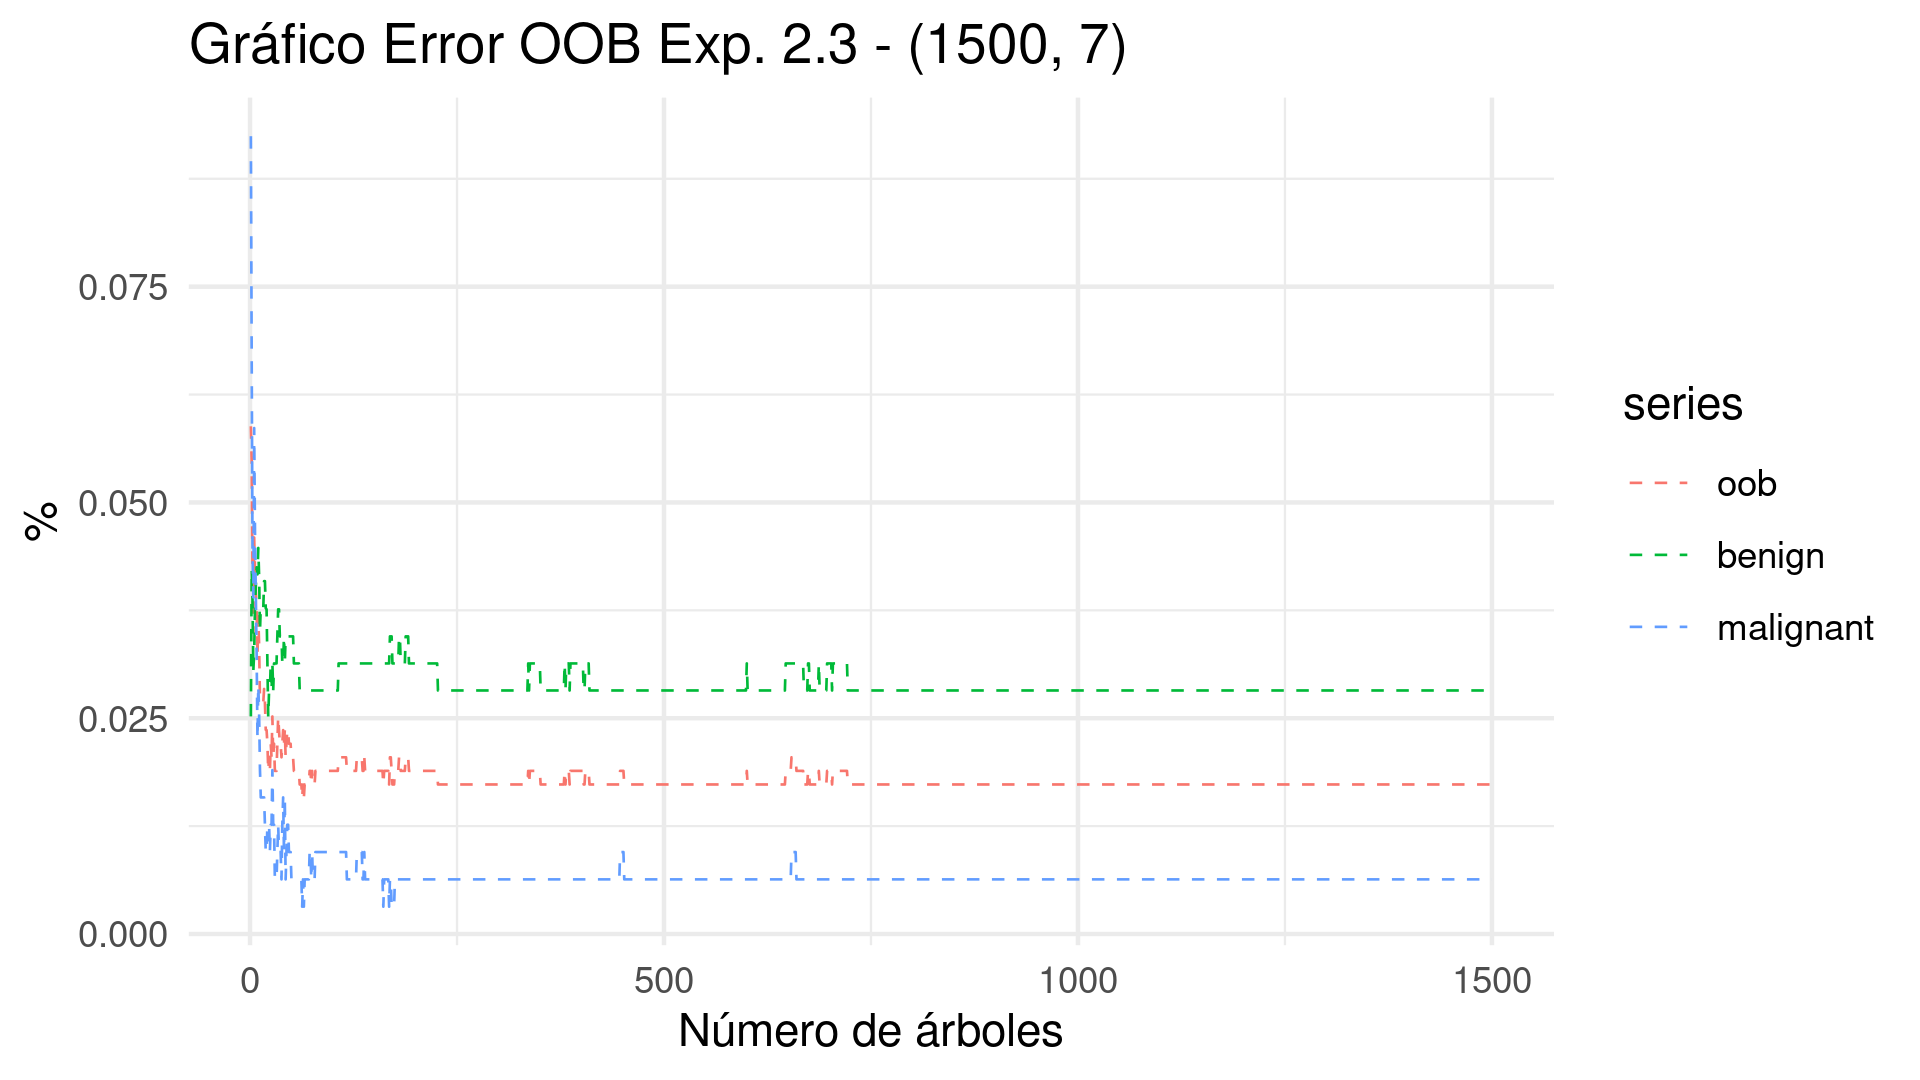 Gráfico Error OOB Exp. 2.3 - (1500, 7)
0.075
0.050
0.025
0.000
%
0
500
1000
1500
Número de árboles
series
oob
benign
malignant